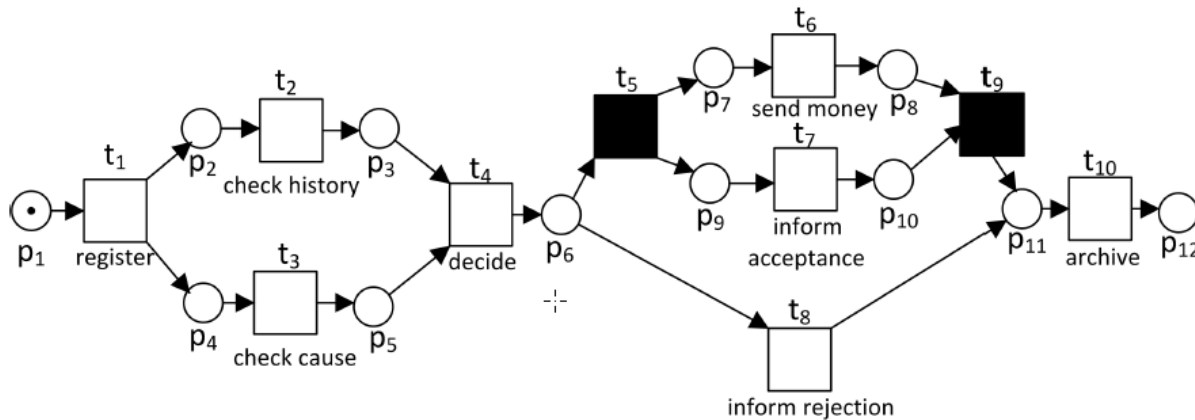 t6
t5
t9
p7
send money
p8
t2
t7
t1
p2
p3
t4
t10
check history
p9
p10
p1
register
t3
decide
p6
inform
acceptance
p11
archive
p12
p4
p5
t8
check cause
inform rejection